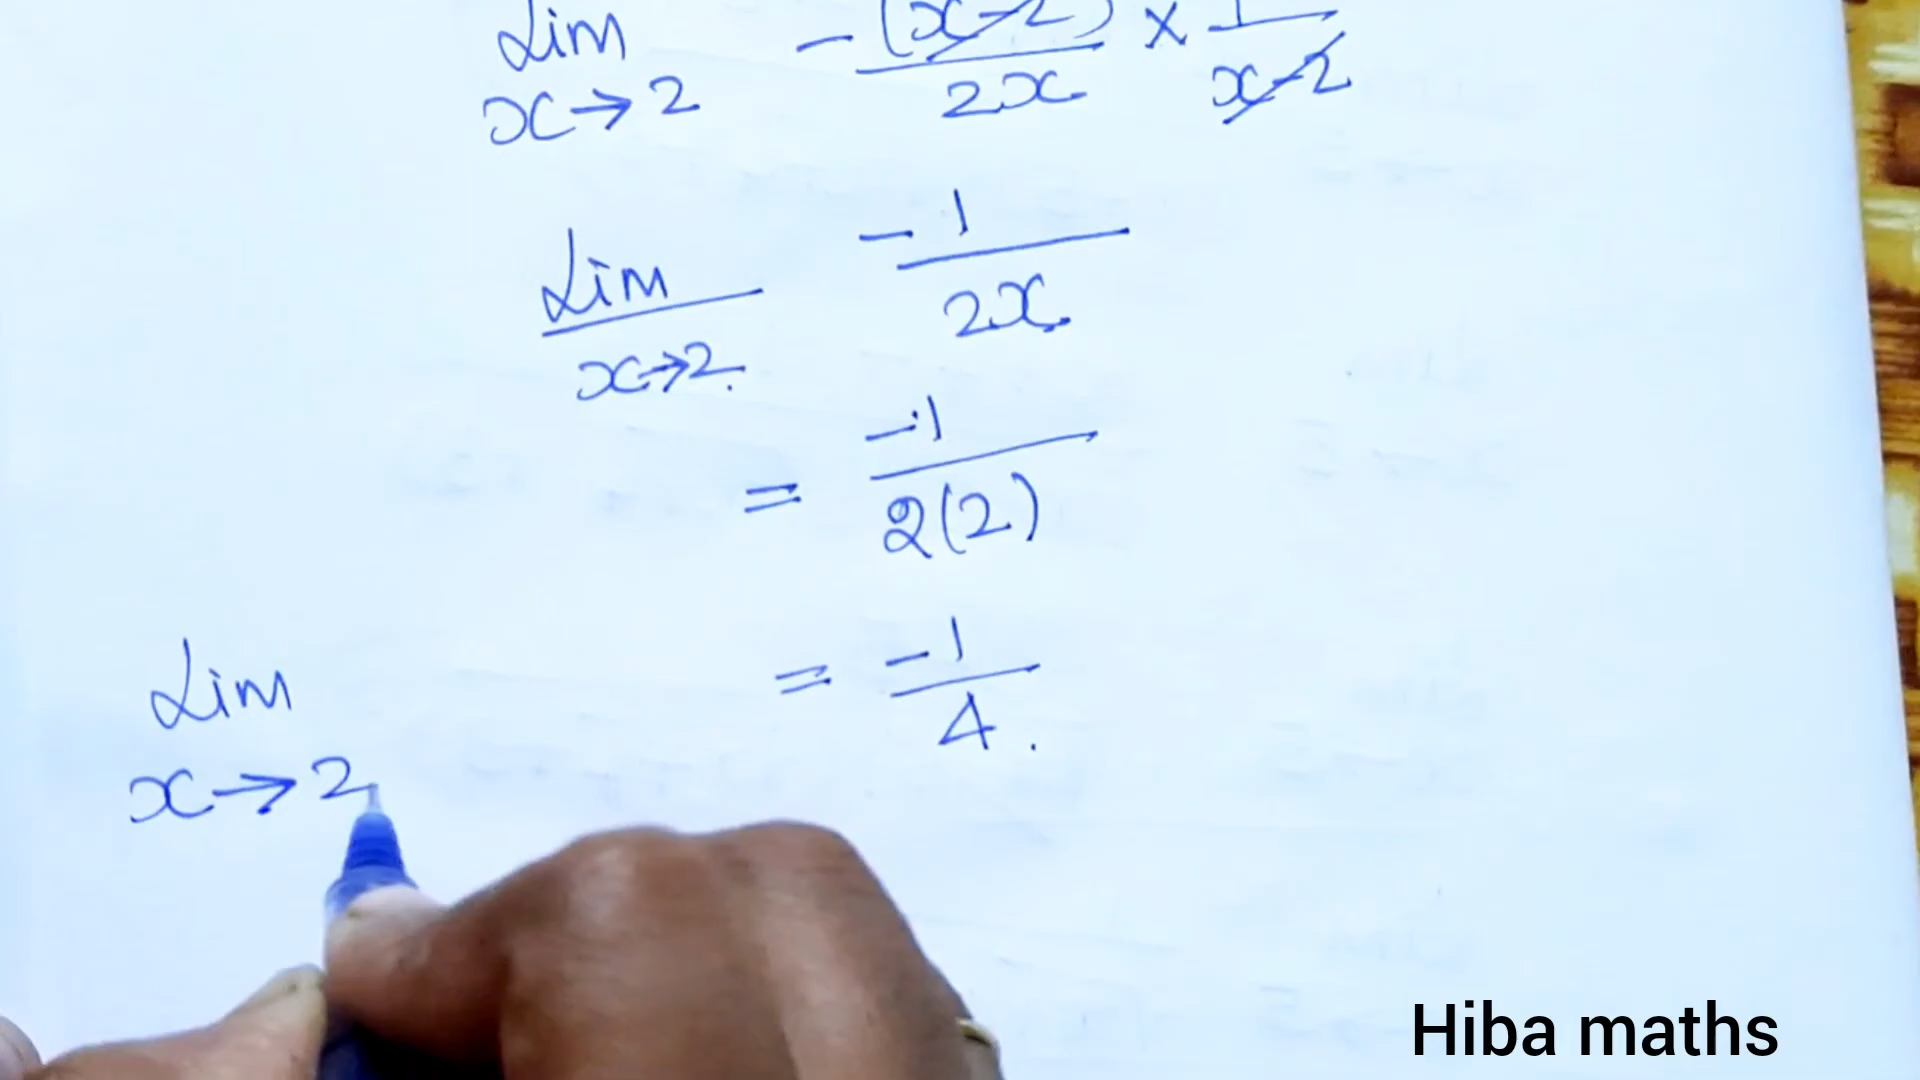 Lim -(x-2) × 1
x→2 2x x-2
Lim -1
x→2. 2x
= -1
2(2)
Lim = -1
x→2 4.
Hiba maths